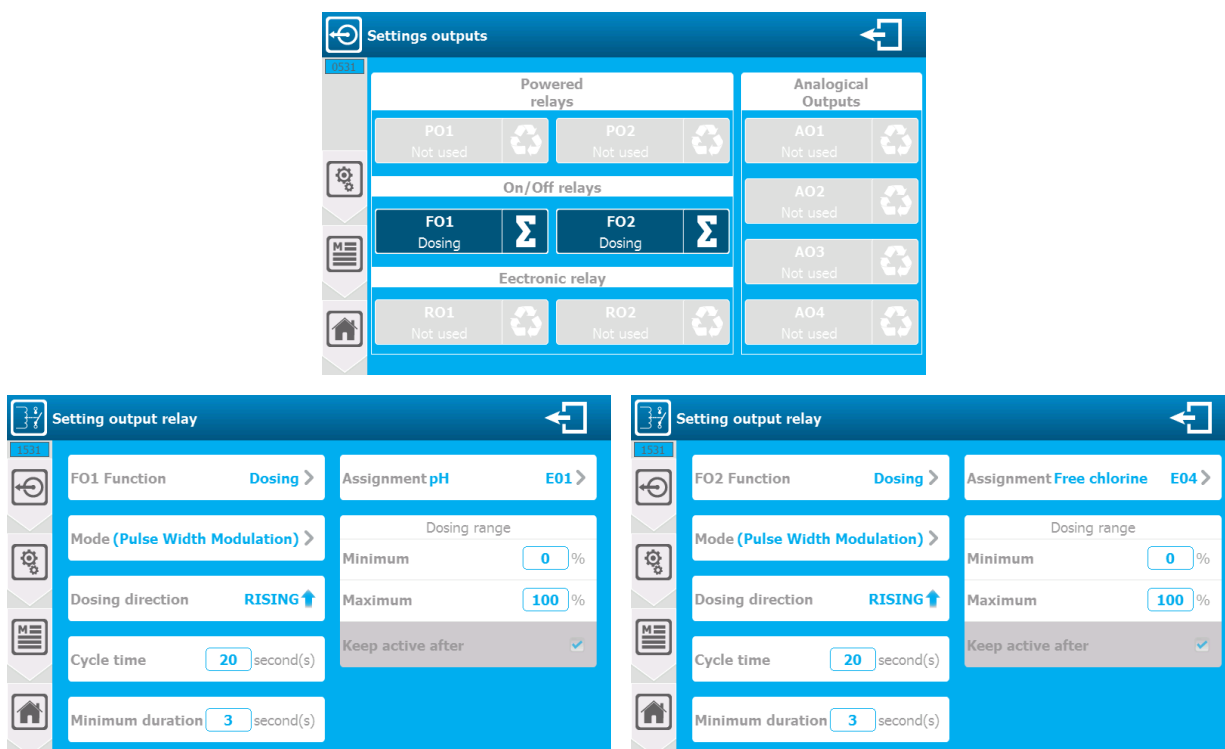 Settings outputs
0531
Powered
relays
Analogical
Outputs
PO1
Not used
PO2
Not used
AO1
Not used
On/Off relays
AO2
Not used
FO1
Dosing
Σ
FO2
Dosing
Σ
AO3
Not used
Eectronic relay
RO1
Not used
RO2
Not used
AO4
Not used
M
Setting output relay
1531
FO1 Function Dosing >
Assignment pH E01 >
Mode (Pulse Width Modulation) >
Dosing range
Minimum 0 %
Dosing direction RISING
Maximum 100 %
Keep active after
Cycle time 20 second(s)
Minimum duration 3 second(s)
M
Setting output relay
1531
FO2 Function Dosing >
Assignment Free chlorine E04 >
Mode (Pulse Width Modulation) >
Dosing range
Minimum 0 %
Dosing direction RISING
Maximum 100 %
Keep active after
Cycle time 20 second(s)
Minimum duration 3 second(s)
M